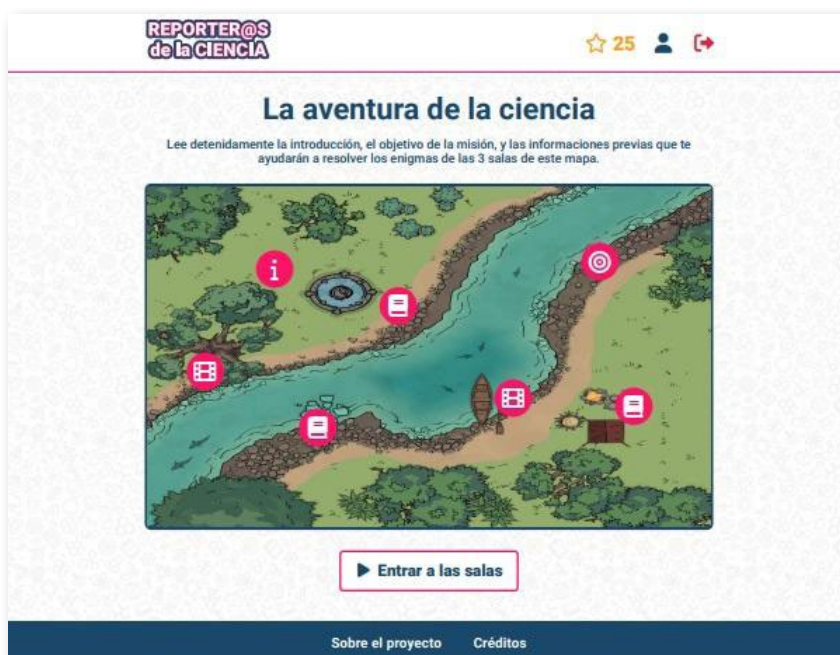 REPORTER@S
de la CIENCIA
25
La aventura de la ciencia
Lee detenidamente la introducción, el objetivo de la misión, y las informaciones previas que te
ayudarán a resolver los enigmas de las 3 salas de este mapa.
i
Entrar a las salas
Sobre el proyecto Créditos